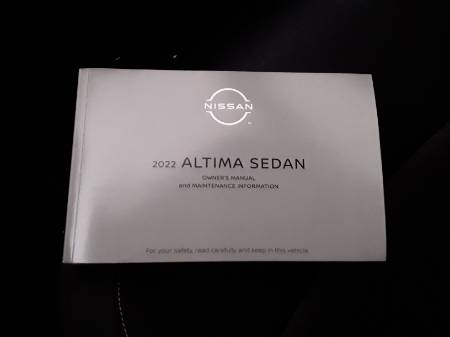 NISSAN
2022 ALTIMA SEDAN
OWNER'S MANUAL
and MAINTENANCE INFORMATION
For your safety, read carefully and keep in this vehicle.